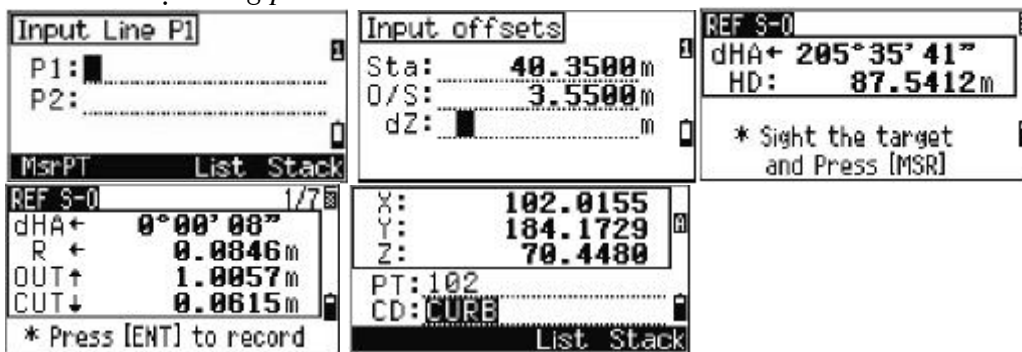 Input Line P1
P1:
P2:
MsrPT List Stack
Input offsets
Sta: 40.3500m
O/S: 3.5500m
dZ: m
REF S-O
dHA← 205°35'41"
HD: 87.5412m
* Sight the target
and Press [MSR]
REF S-O 1/7
dHA← 0°00'08"
R ← 0.0846m
OUT↑ 1.0057m
CUT↓ 0.0615m
* Press [ENT] to record
X: 102.0155
Y: 184.1729
Z: 70.4480
PT:102
CD:CURB
List Stack